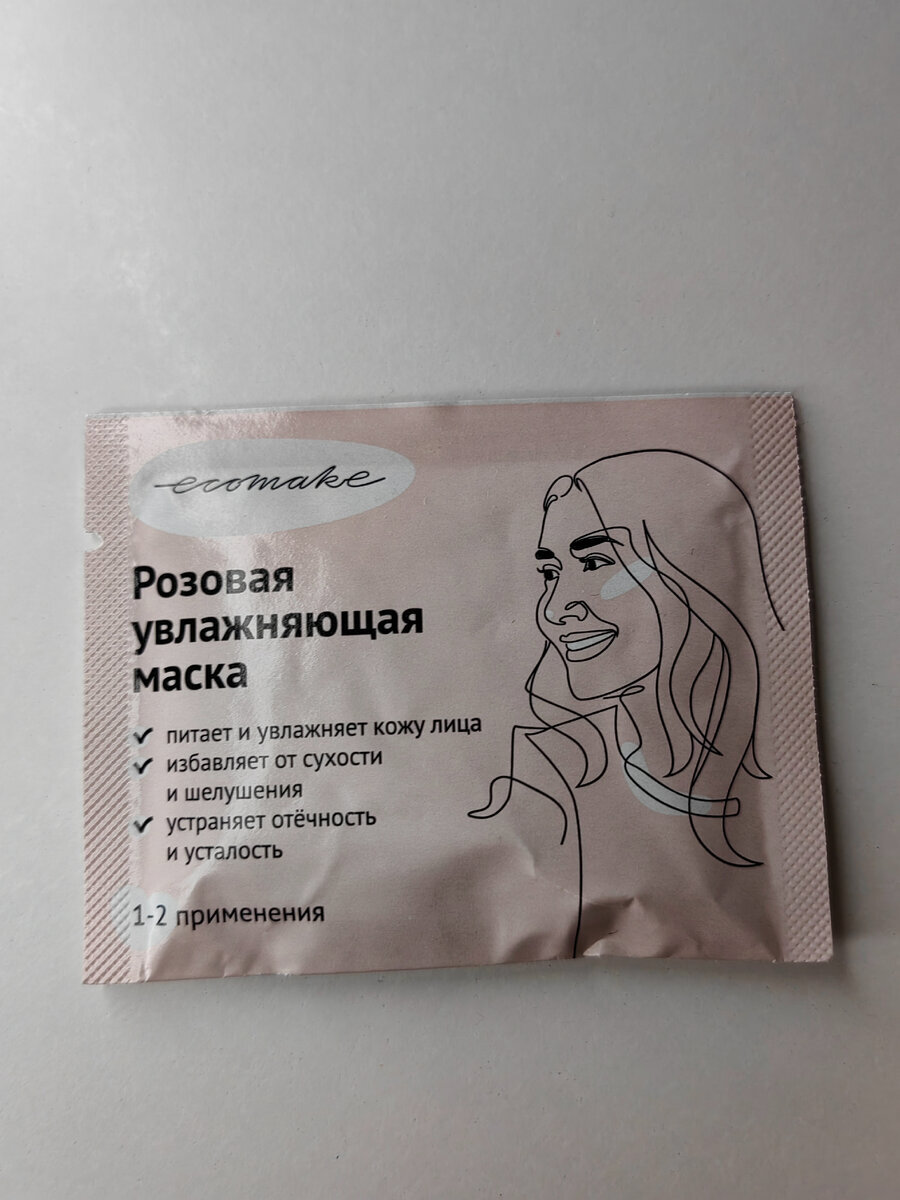 ecomake
Розовая
увлажняющая
маска
питает и увлажняет кожу лица
избавляет от сухости
и шелушения
устраняет отёчность
и усталость
1-2 применения